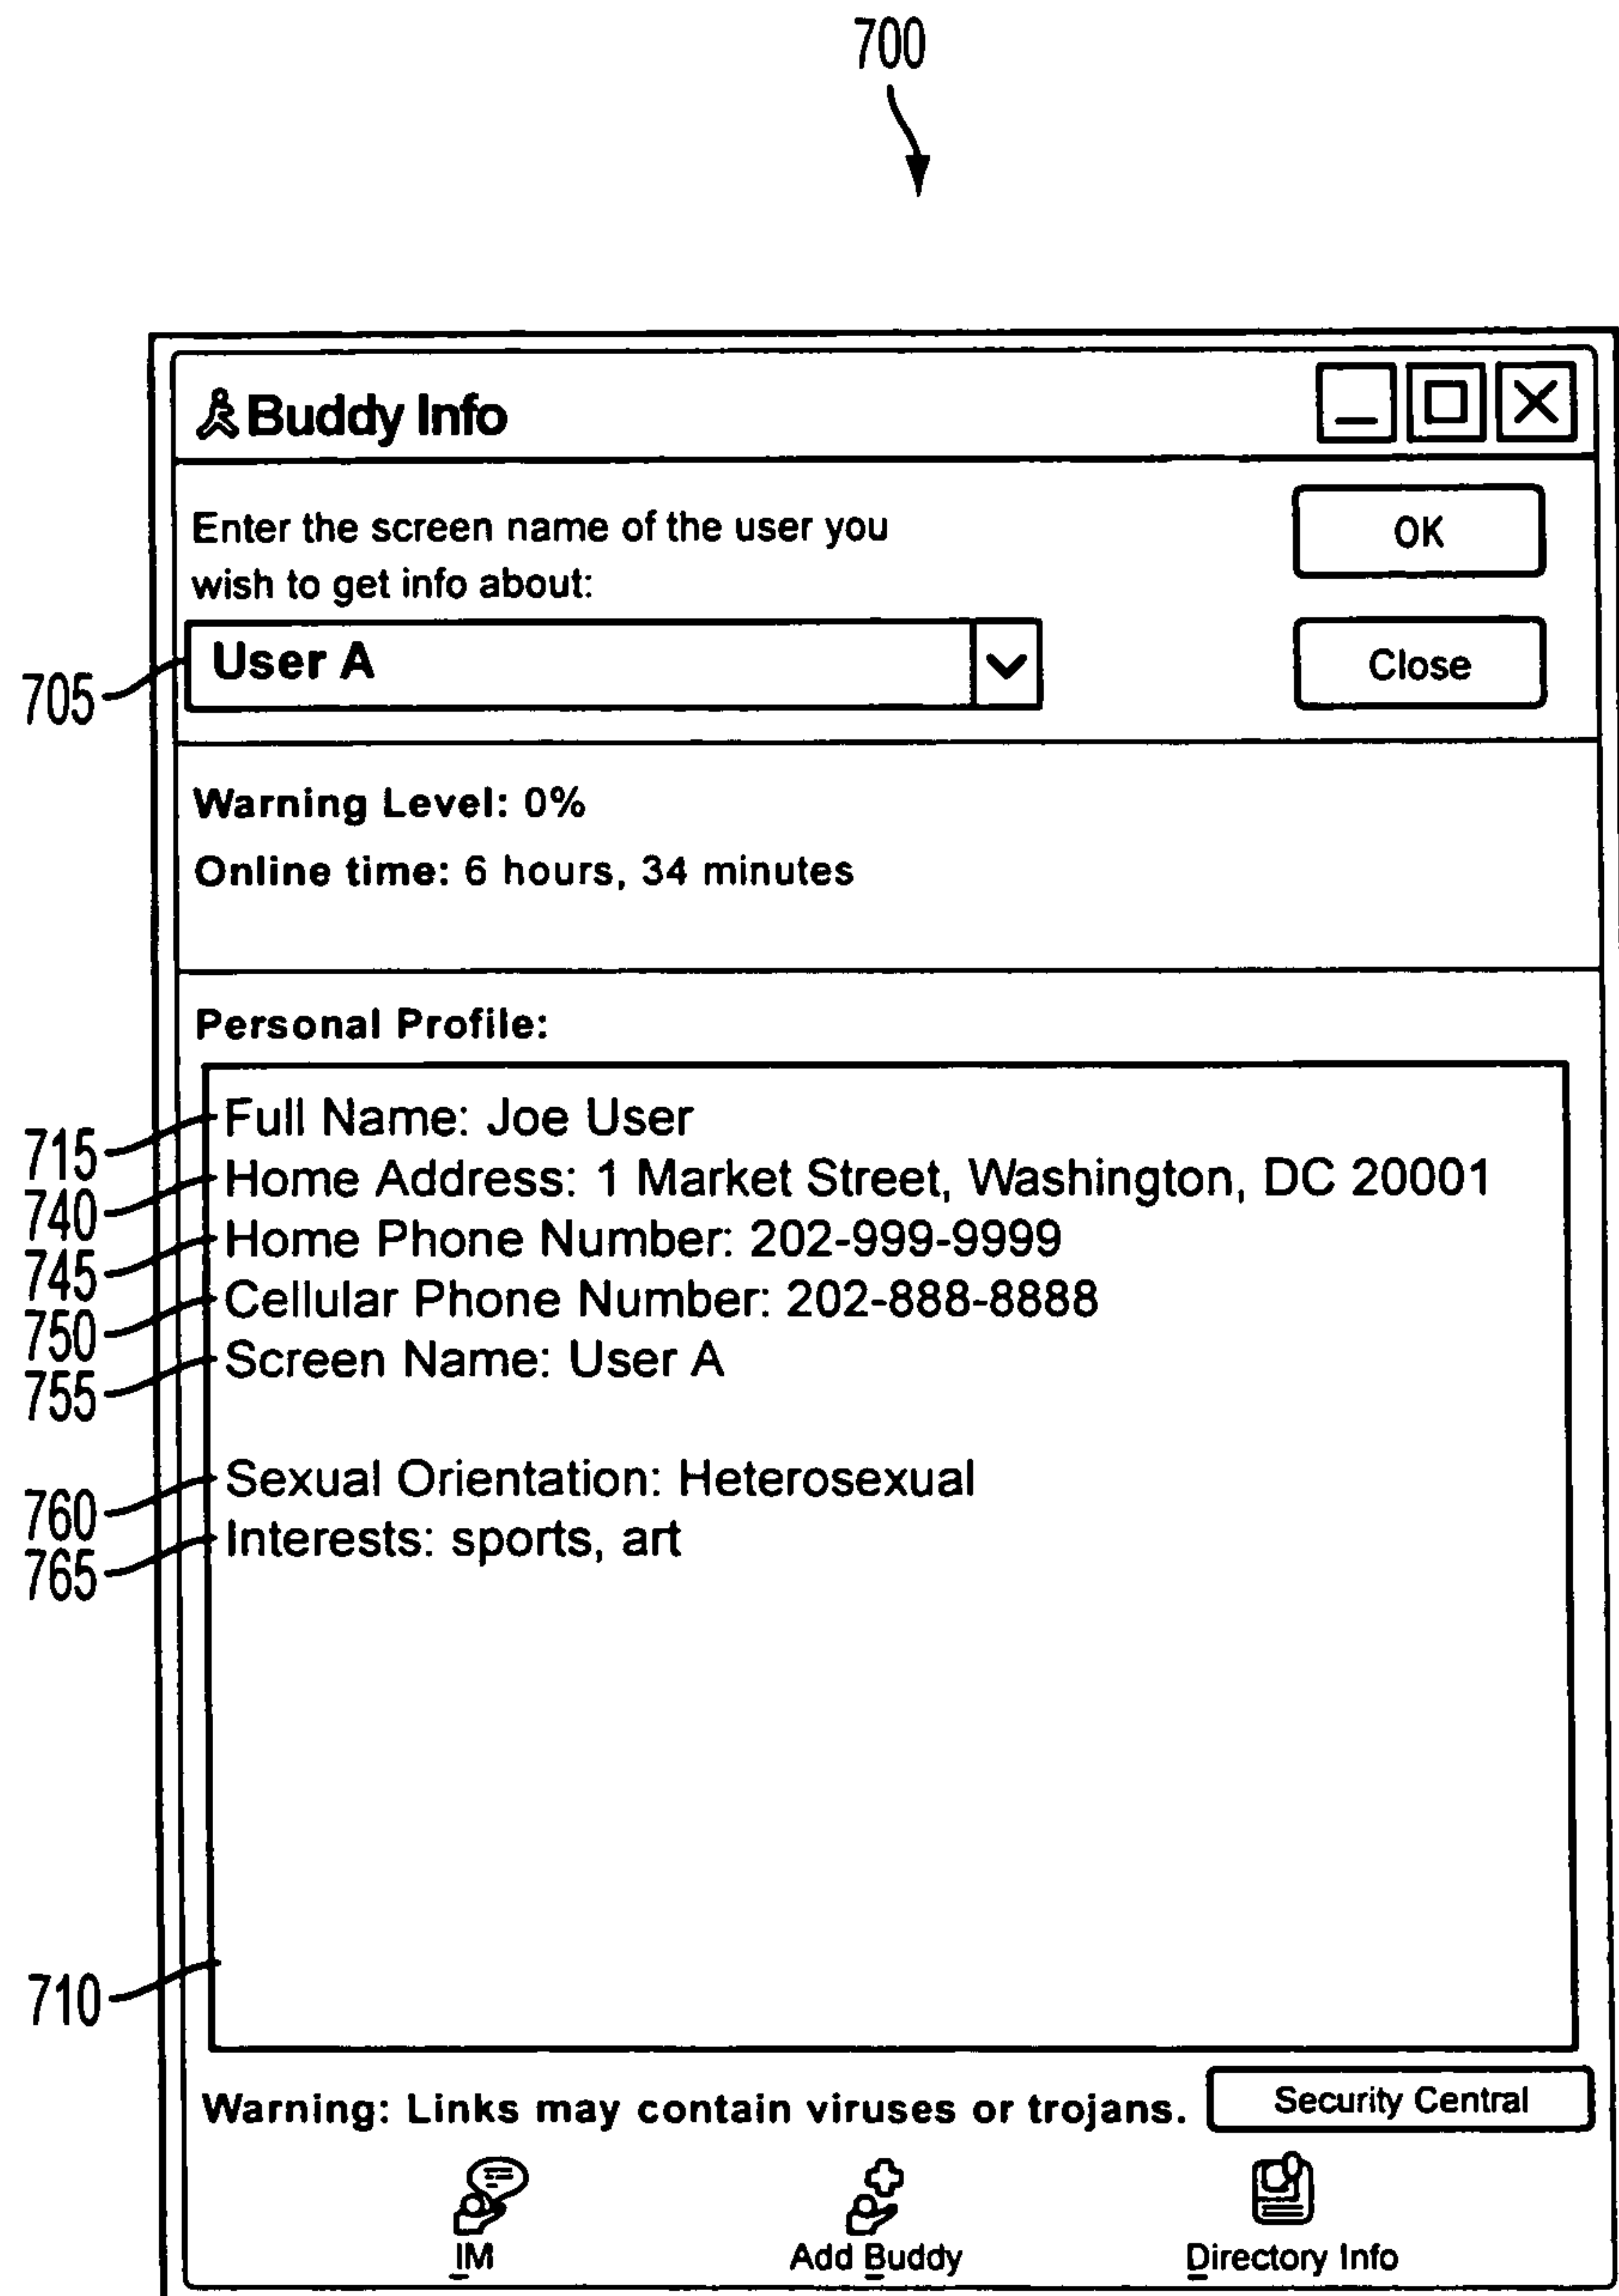 700
Buddy Info
Enter the screen name of the user you
wish to get info about:
OK
705
User A
Close
Warning Level: 0%
Online time: 6 hours, 34 minutes
Personal Profile:
715
Full Name: Joe User
740
Home Address: 1 Market Street, Washington, DC 20001
745
Home Phone Number: 202-999-9999
750
Cellular Phone Number: 202-888-8888
755
Screen Name: User A
760
Sexual Orientation: Heterosexual
765
Interests: sports, art
710
Warning: Links may contain viruses or trojans.
Security Central
IM
Add Buddy
Directory Info